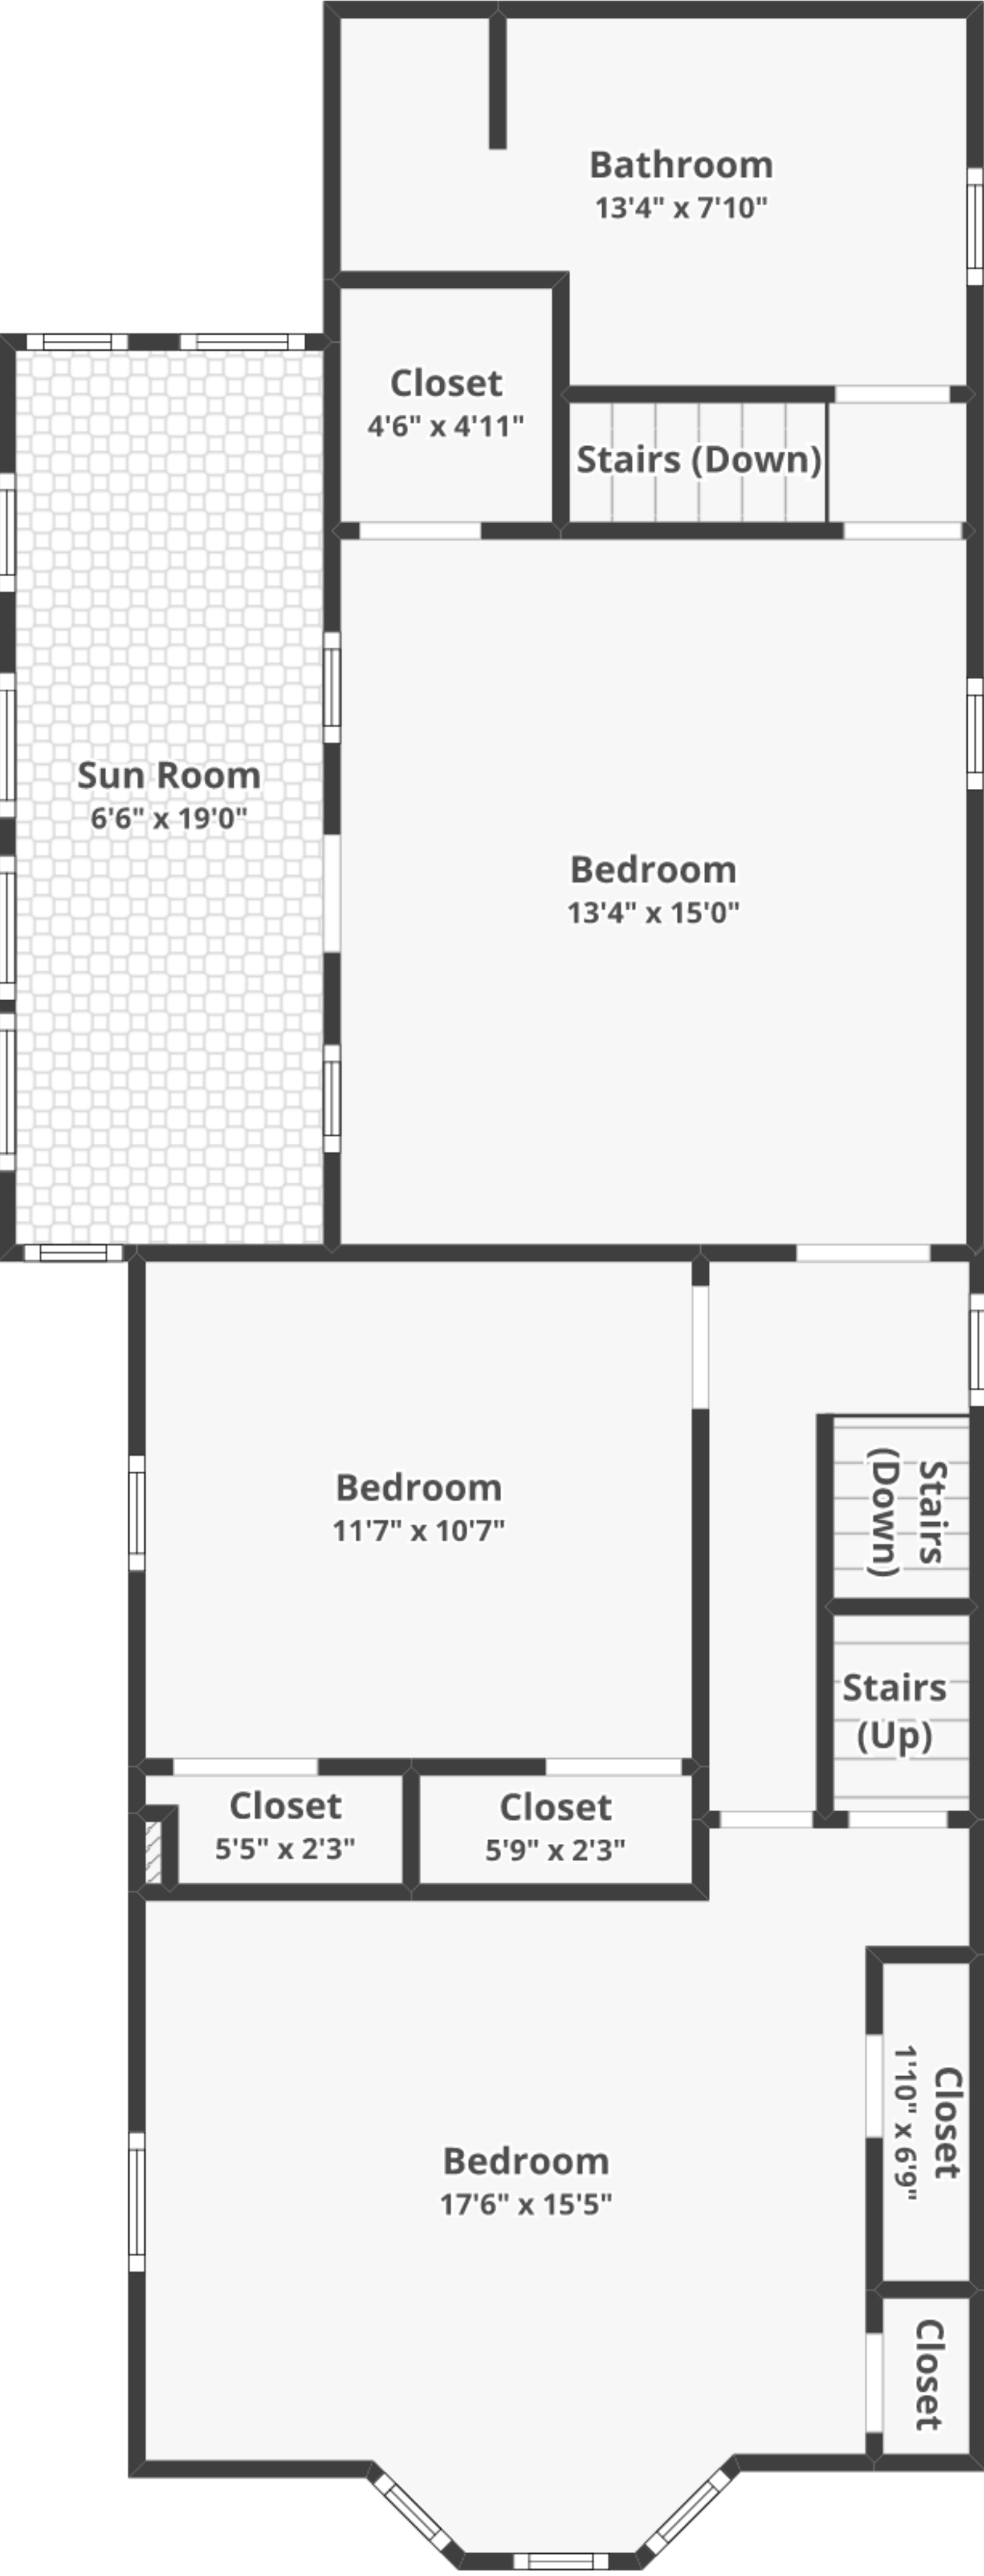 Bathroom
13'4" x 7'10"
Closet
4'6" x 4'11"
Stairs (Down)
Sun Room
6'6" x 19'0"
Bedroom
13'4" x 15'0"
Bedroom
11'7" x 10'7"
Stairs
(Down)
Stairs
(Up)
Closet
5'5" x 2'3"
Closet
5'9" x 2'3"
Bedroom
17'6" x 15'5"
Closet
1'10" x 6'9"
Closet